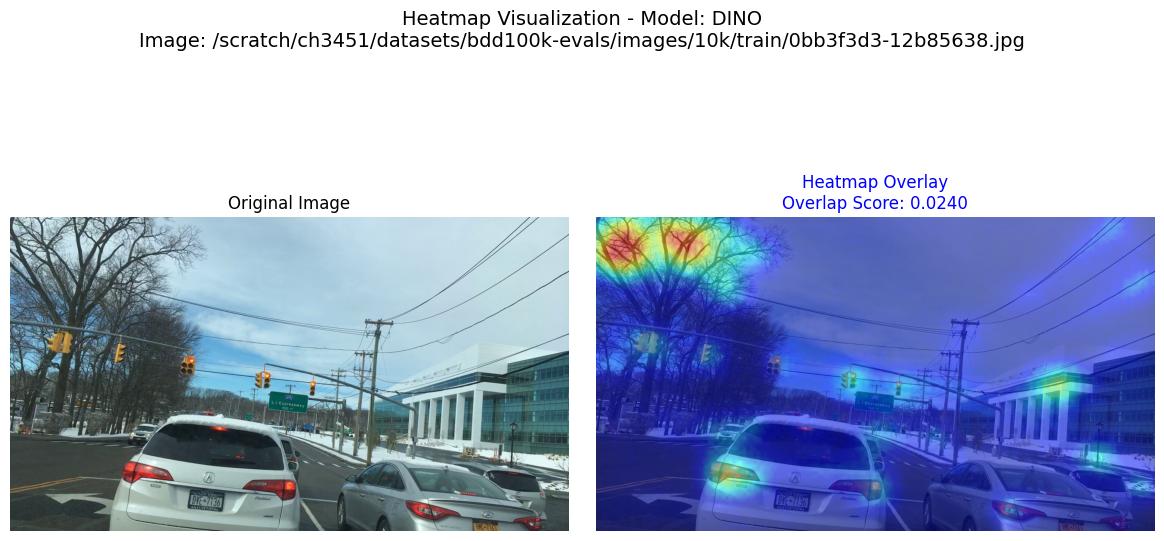 Heatmap Visualization - Model: DINO
Image: /scratch/ch3451/datasets/bdd100k-evals/images/10k/train/0bb3f3d3-12b85638.jpg
Original Image
Heatmap Overlay
Overlap Score: 0.0240